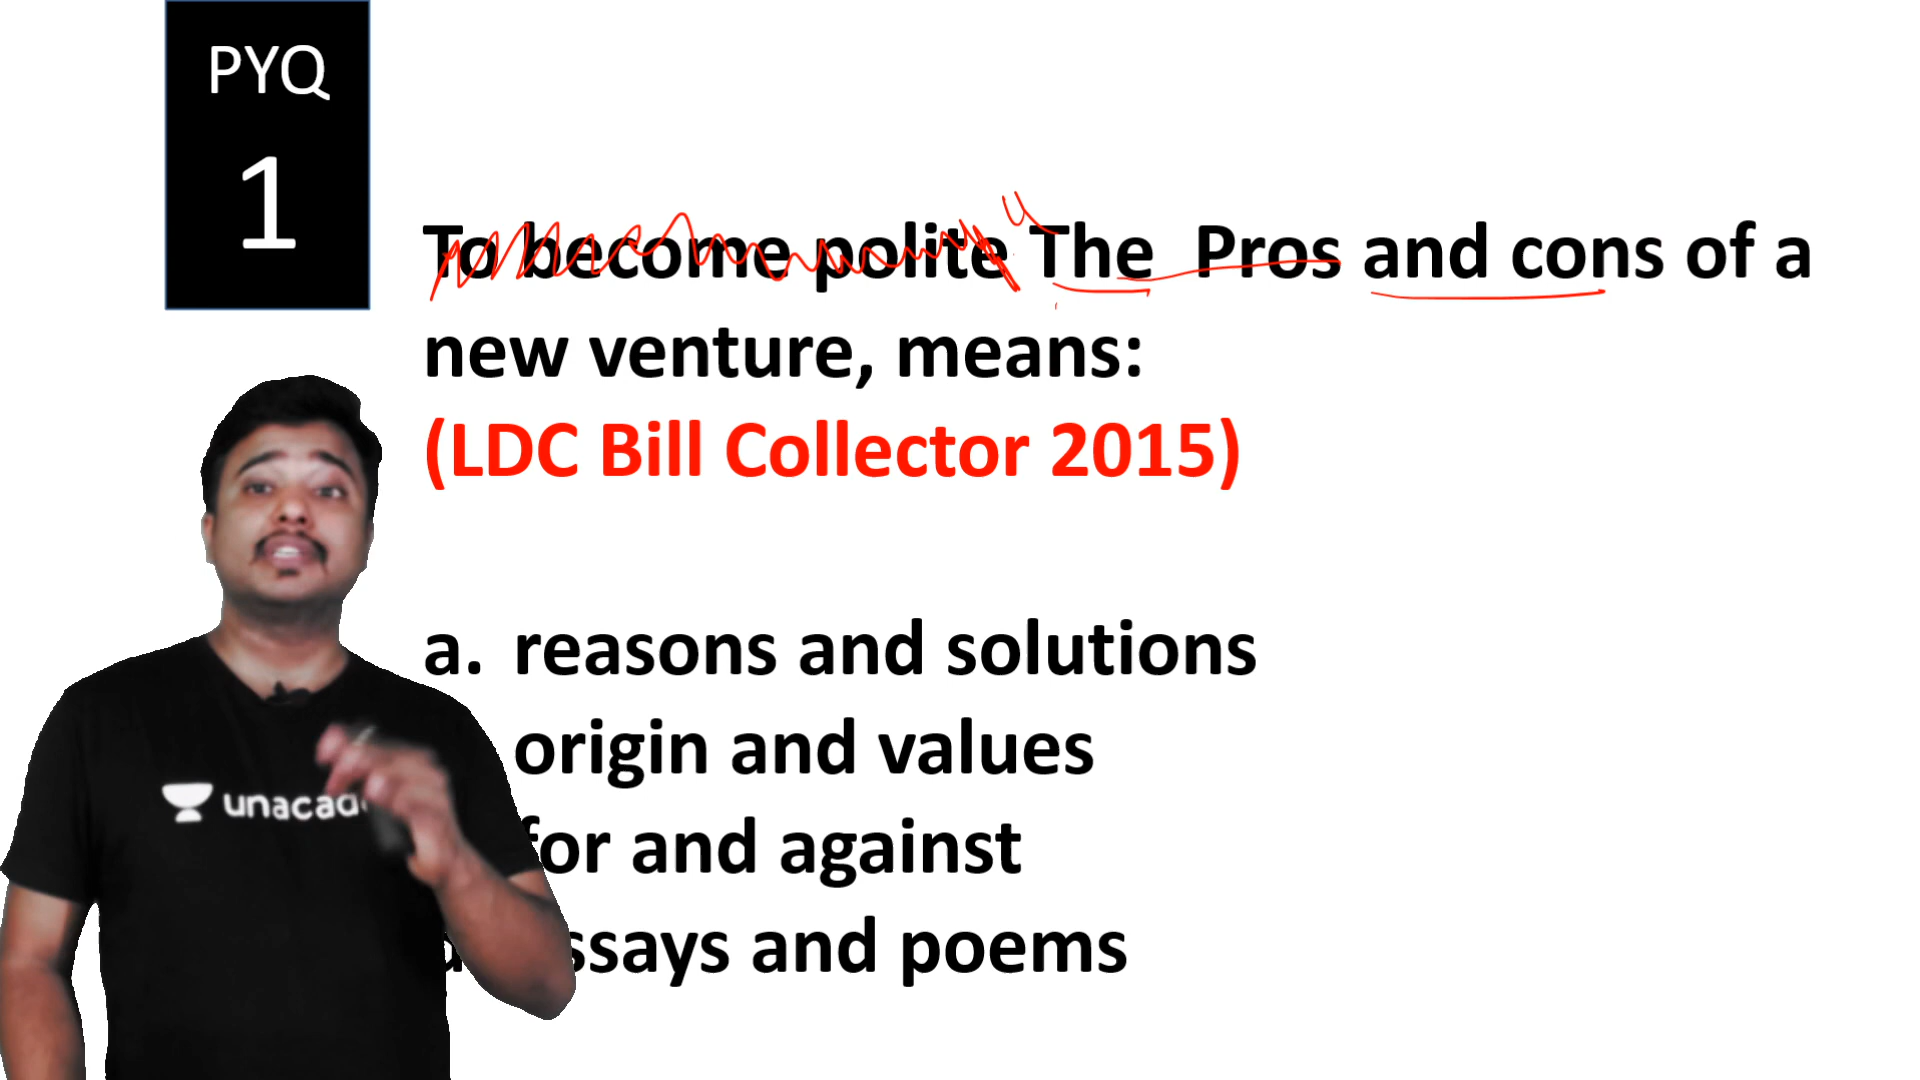 PYQ
1
To become polite The Pros and cons of a
new venture, means:
(LDC Bill Collector 2015)
a. reasons and solutions
origin and values
for and against
and poems
unacad